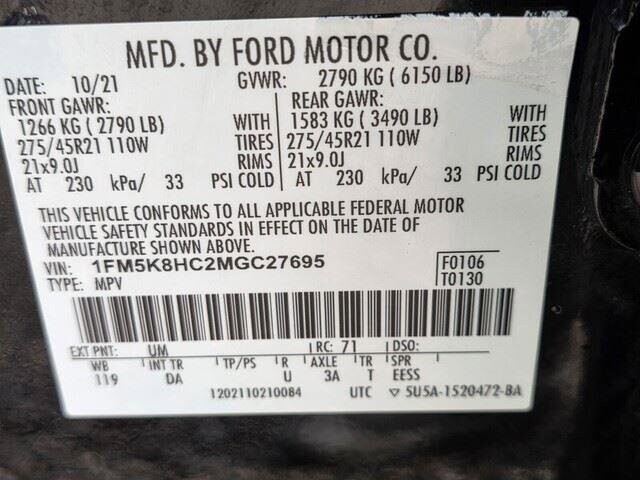 MFD. BY FORD MOTOR CO.
DATE: 10/21 GVWR: 2790 KG ( 6150 LB)
FRONT GAWR: REAR GAWR:
1266 KG ( 2790 LB) WITH 1583 KG ( 3490 LB) WITH
275/45R21 110W TIRES 275/45R21 110W TIRES
21x9.0J RIMS 21x9.0J RIMS
AT 230 kPa/ 33 PSI COLD AT 230 kPa/ 33 PSI COLD
THIS VEHICLE CONFORMS TO ALL APPLICABLE FEDERAL MOTOR
VEHICLE SAFETY STANDARDS IN EFFECT ON THE DATE OF
MANUFACTURE SHOWN ABOVE.
VIN: 1FM5K8HC2MGC27695 F0106
TYPE: MPV T0130
EXT PNT: UM RC: 71 DSO:
WB INT TR TP/PS R AXLE TR SPR
119 DA U 3A T EESS
1202110210084 UTC ▽ 5U5A-1520472-BA